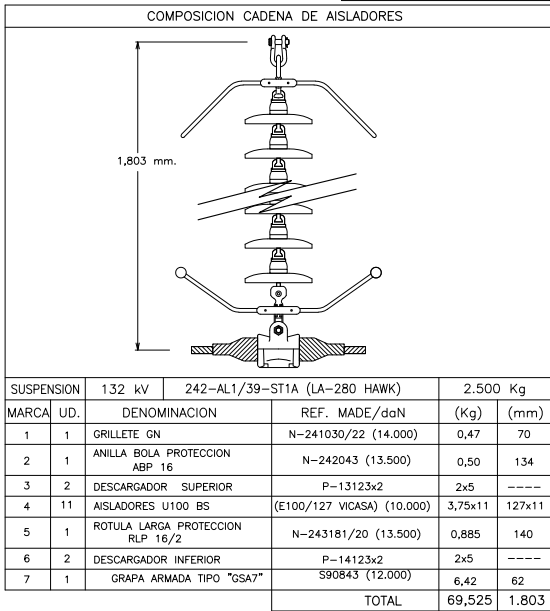 COMPOSICION CADENA DE AISLADORES
1,803 mm.
SUSPENSION 132 kV 242-AL1/39-ST1A (LA-280 HAWK) 2.500 Kg
MARCA UD. DENOMINACION REF. MADE/daN (Kg) (mm)
1 1 GRILLETE GN N-241030/22 (14.000) 0,47 70
2 1 ANILLA BOLA PROTECCION ABP 16 N-242043 (13.500) 0,50 134
3 2 DESCARGADOR SUPERIOR P-13123x2 2x5 ----
4 11 AISLADORES U100 BS (E100/127 VICASA) (10.000) 3,75x11 127x11
5 1 ROTULA LARGA PROTECCION RLP 16/2 N-243181/20 (13.500) 0,885 140
6 2 DESCARGADOR INFERIOR P-14123x2 2x5 ----
7 1 GRAPA ARMADA TIPO "GSA7" S90843 (12.000) 6,42 62
TOTAL 69,525 1.803